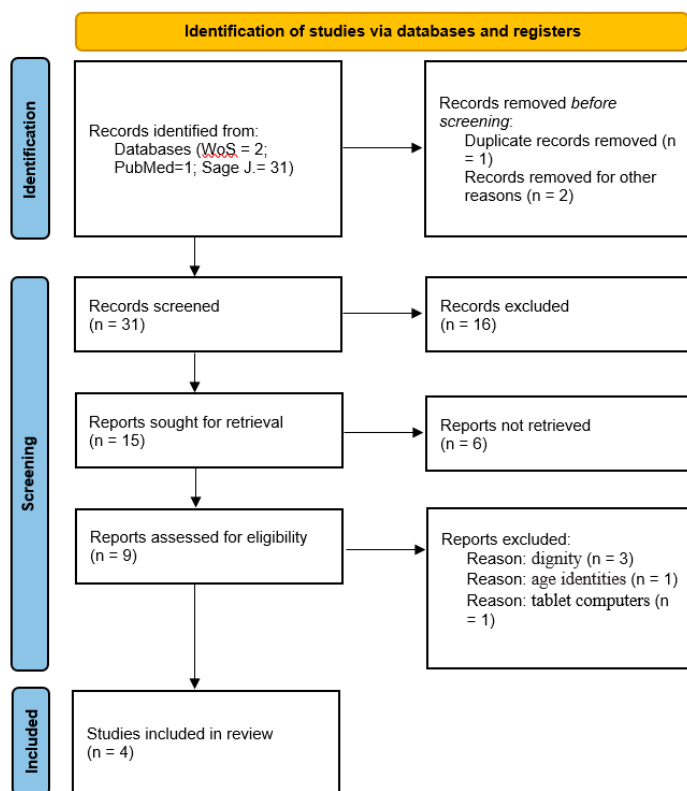 Identification of studies via databases and registers
Identification
Records identified from:
Databases (WoS = 2;
PubMed=1; Sage J.= 31)
Records removed before
screening:
Duplicate records removed (n
= 1)
Records removed for other
reasons (n = 2)
Screening
Records screened
(n = 31)
Records excluded
(n = 16)
Reports sought for retrieval
(n = 15)
Reports not retrieved
(n = 6)
Reports assessed for eligibility
(n = 9)
Reports excluded:
Reason: dignity (n = 3)
Reason: age identities (n = 1)
Reason: tablet computers (n
= 1)
Included
Studies included in review
(n = 4)